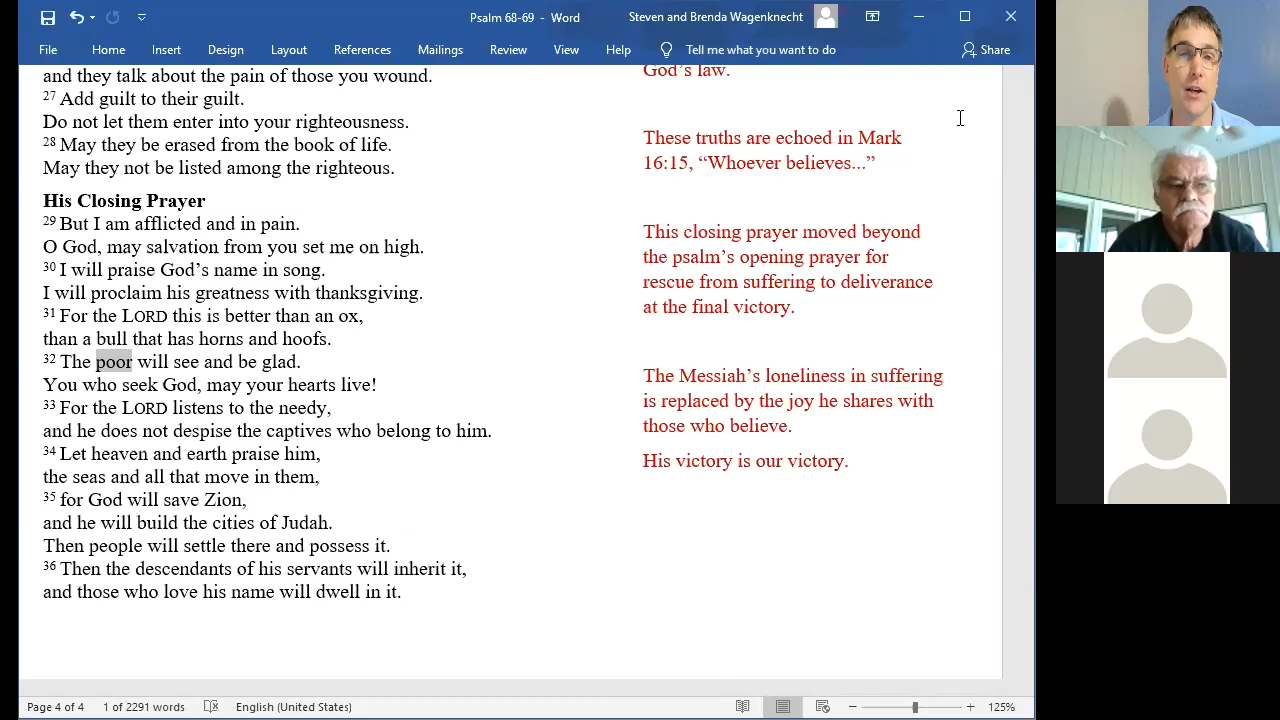 Psalm 68-69 - Word
Steven and Brenda Wagenknecht
File Home Insert Design Layout References Mailings Review View Help Tell me what you want to do Share
and they talk about the pain of those you wound.
27 Add guilt to their guilt.
Do not let them enter into your righteousness.
28 May they be erased from the book of life.
May they not be listed among the righteous.
His Closing Prayer
29 But I am afflicted and in pain.
O God, may salvation from you set me on high.
30 I will praise God's name in song.
I will proclaim his greatness with thanksgiving.
31 For the LORD this is better than an ox,
than a bull that has horns and hoofs.
32 The poor will see and be glad.
You who seek God, may your hearts live!
33 For the LORD listens to the needy,
and he does not despise the captives who belong to him.
34 Let heaven and earth praise him,
the seas and all that move in them,
35 for God will save Zion,
and he will build the cities of Judah.
Then people will settle there and possess it.
36 Then the descendants of his servants will inherit it,
and those who love his name will dwell in it.
God's law.
These truths are echoed in Mark
16:15, “Whoever believes...”
This closing prayer moved beyond
the psalm's opening prayer for
rescue from suffering to deliverance
at the final victory.
The Messiah's loneliness in suffering
is replaced by the joy he shares with
those who believe.
His victory is our victory.
Page 4 of 4 1 of 2291 words English (United States) 125%